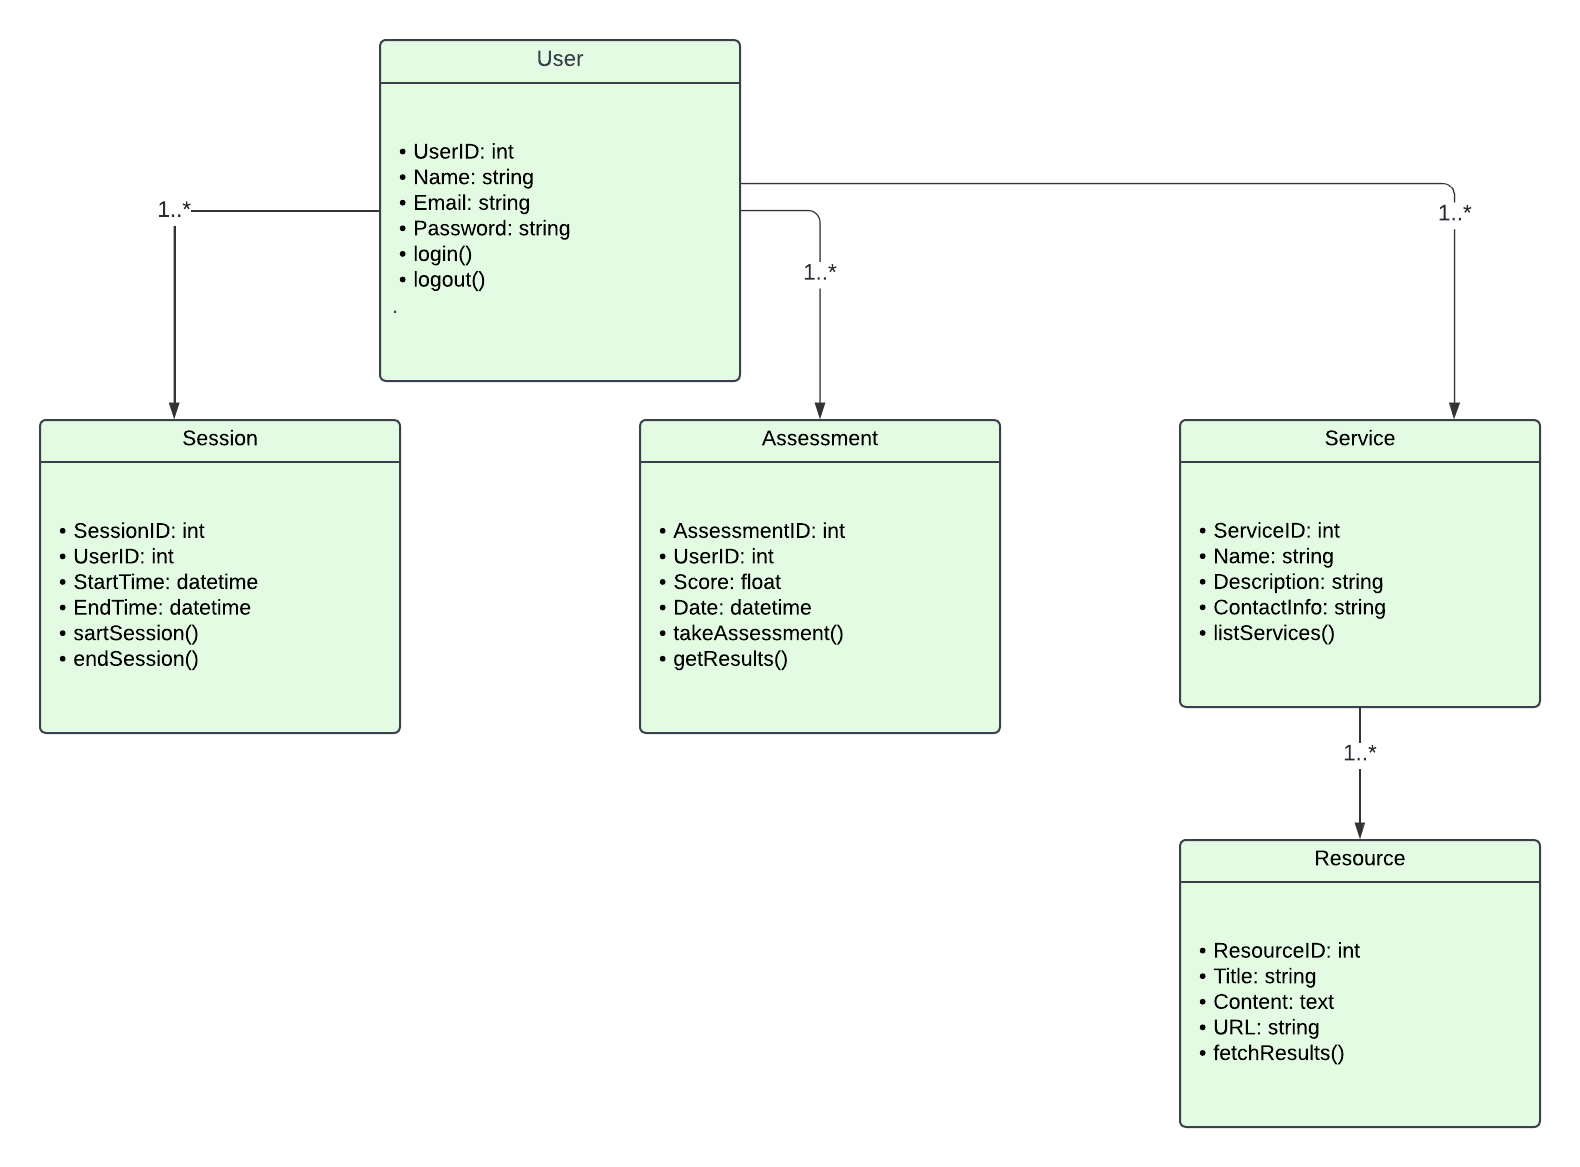 User
• UserID: int
• Name: string
• Email: string
• Password: string
• login()
• logout()
.
1..*
1..*
1..*
Session
• SessionID: int
• UserID: int
• StartTime: datetime
• EndTime: datetime
• sartSession()
• endSession()
Assessment
• AssessmentID: int
• UserID: int
• Score: float
• Date: datetime
• takeAssessment()
• getResults()
Service
• ServiceID: int
• Name: string
• Description: string
• ContactInfo: string
• listServices()
1..*
Resource
• ResourceID: int
• Title: string
• Content: text
• URL: string
• fetchResults()